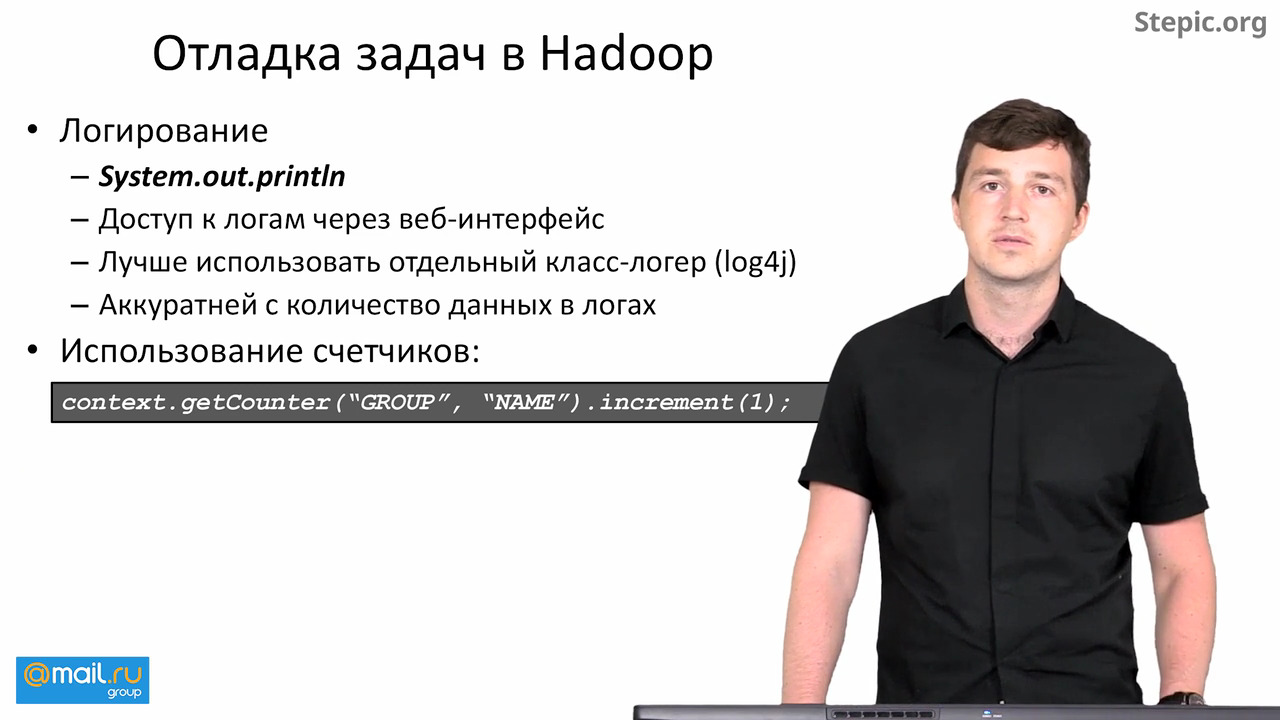 Stepic.org
Отладка задач в Hadoop
• Логирование
– System.out.println
– Доступ к логам через веб-интерфейс
– Лучше использовать отдельный класс-логер (log4j)
– Аккуратней с количество данных в логах
• Использование счетчиков:
context.getCounter(“GROUP”, “NAME”).increment(1);
@mail.ru
group